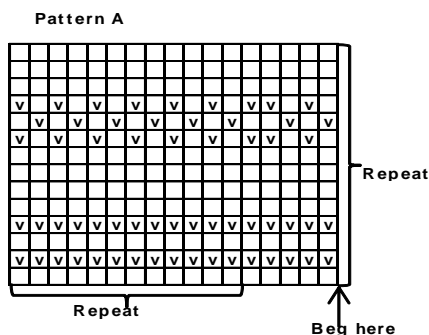 Pattern A
v v v v v v v v v
v v v v v v v v
v v v v v v v v v
Repeat
v v v v v v v v v v v v v v v v v
v v v v v v v v v v v v v v v v v
Repeat
Beg here